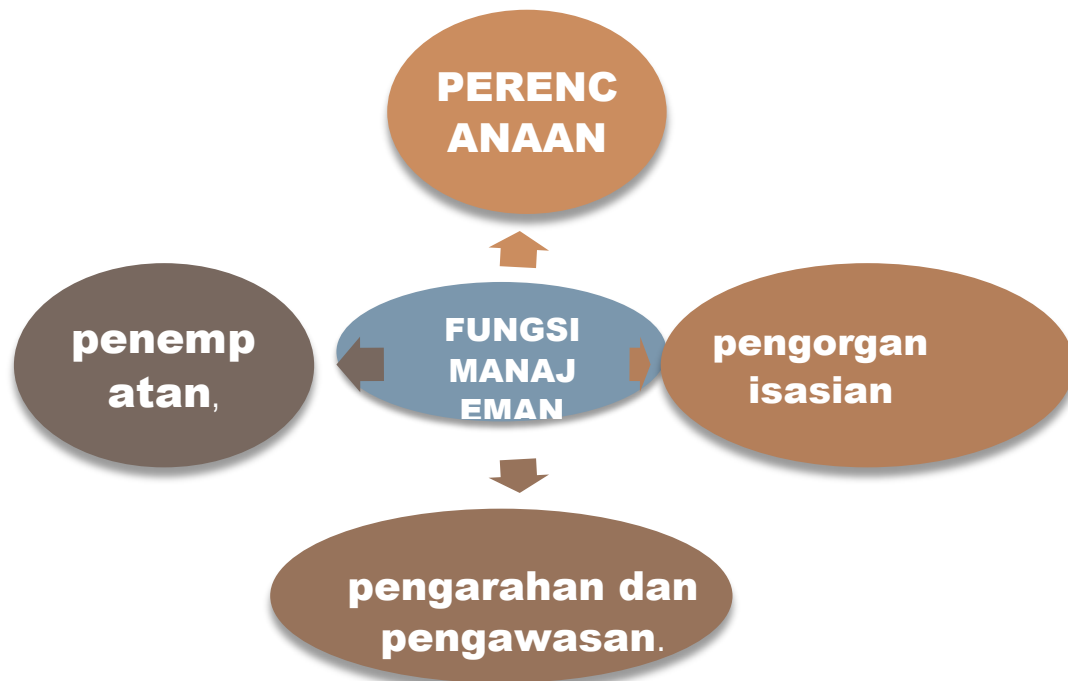 PERENC
ANAAN
penemp
atan,
FUNGSI
MANAJ
EMAN
pengorgan
isasian
pengarahan dan
pengawasan.